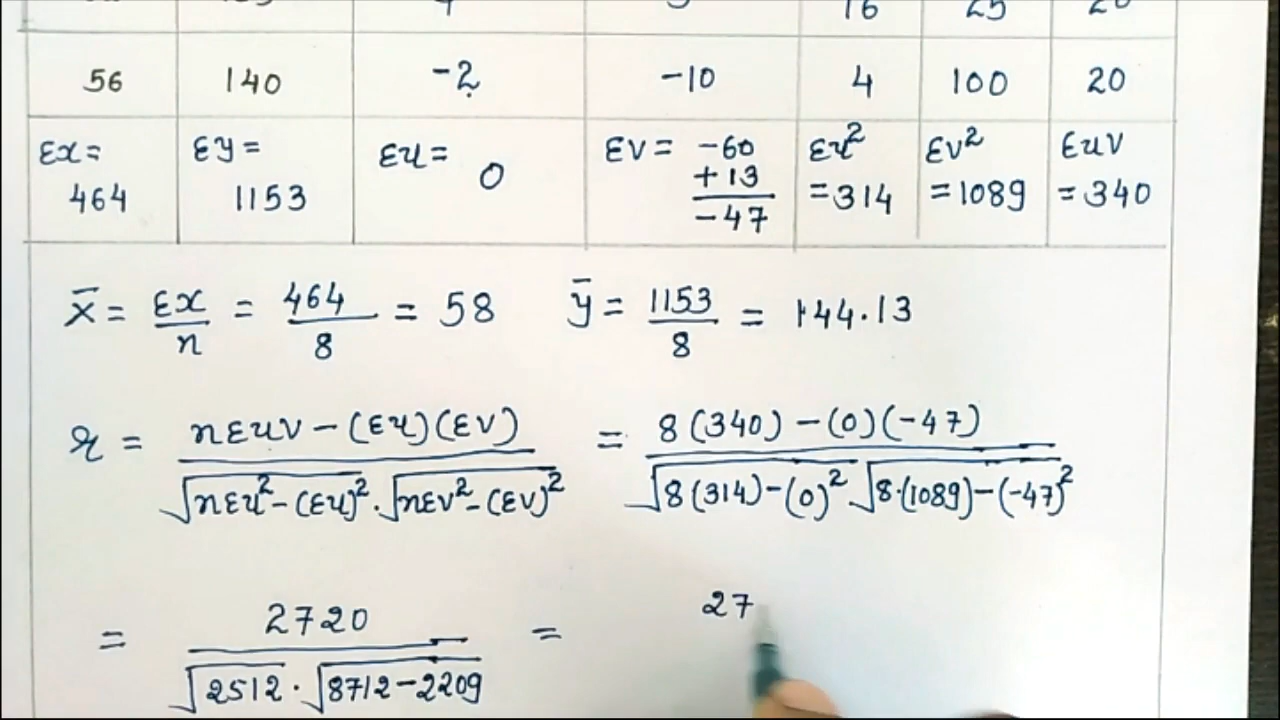 16 25 20
56 140 -2 -10 4 100 20
Σx= Σy= Σu= 0 Σv= -60 Σu² Σv² Σuv
464 1153 +13 =314 =1089 =340
-47
x̄ = Σx/n = 464/8 = 58 ȳ = 1153/8 = 144.13
r = nΣuv-(Σu)(Σv) / √nΣu²-(Σu)² . √nΣv²-(Σv)² = 8(340)-(0)(-47) / √8(314)-(0)² √8.(1089)-(-47)²
= 2720 / √2512 . √8712-2209 = 27